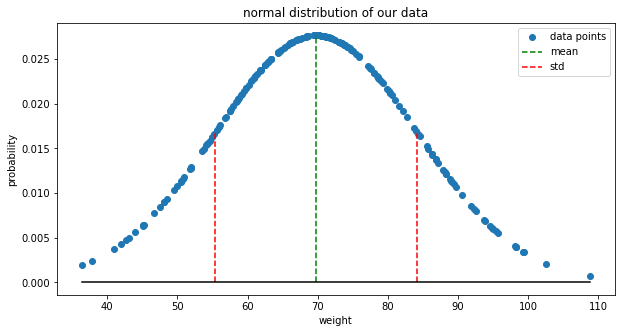 normal distribution of our data
data points
mean
std
probability
0.025
0.020
0.015
0.010
0.005
0.000
40 50 60 70 80 90 100 110
weight